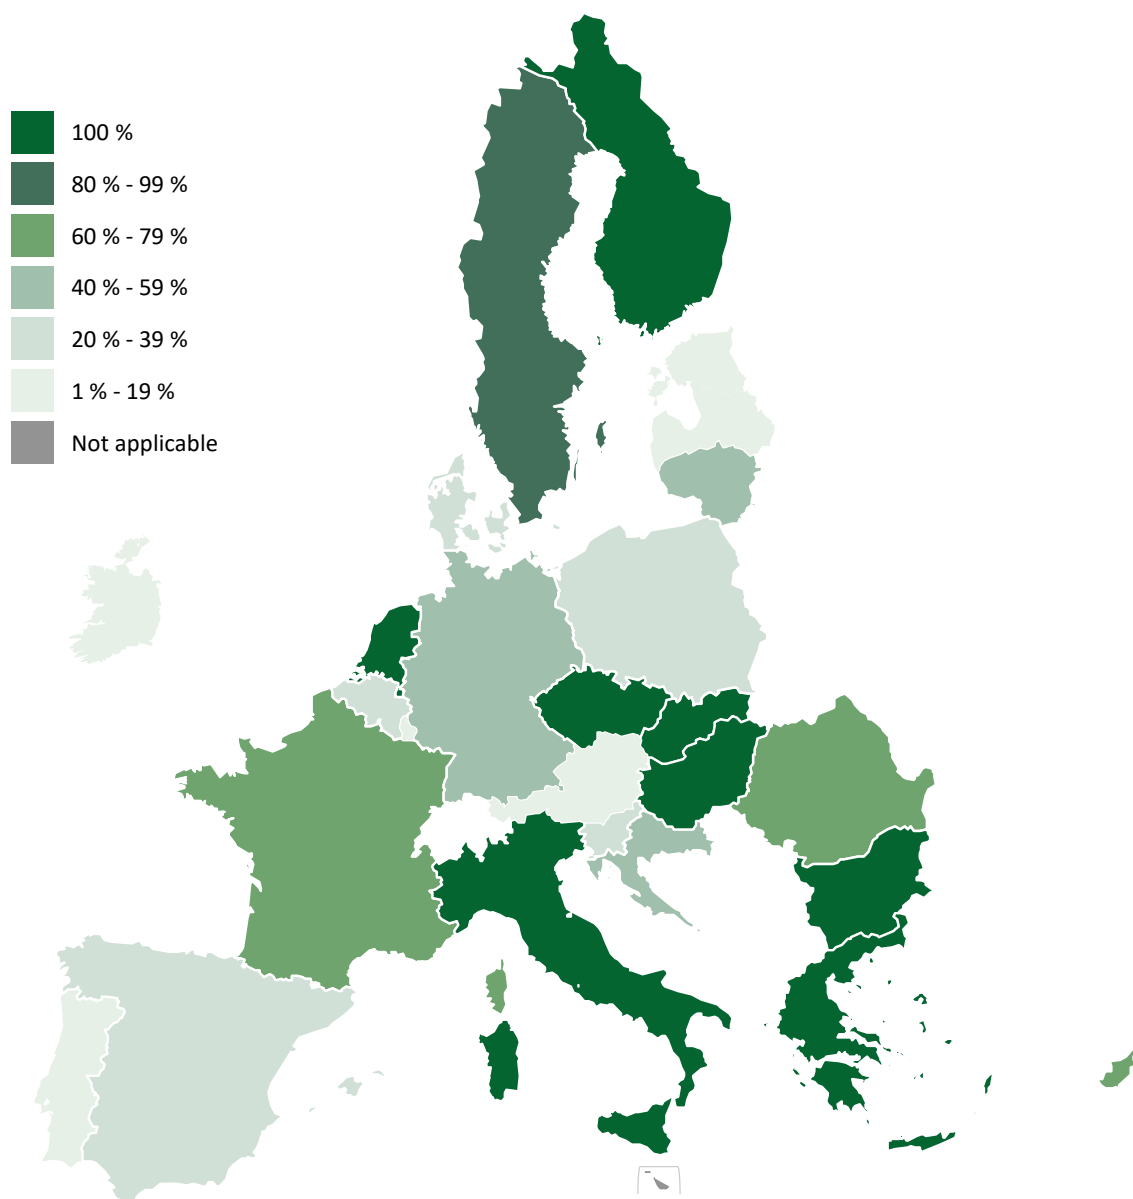 100 %
80 % - 99 %
60 % - 79 %
40 % - 59 %
20 % - 39 %
1 % - 19 %
Not applicable